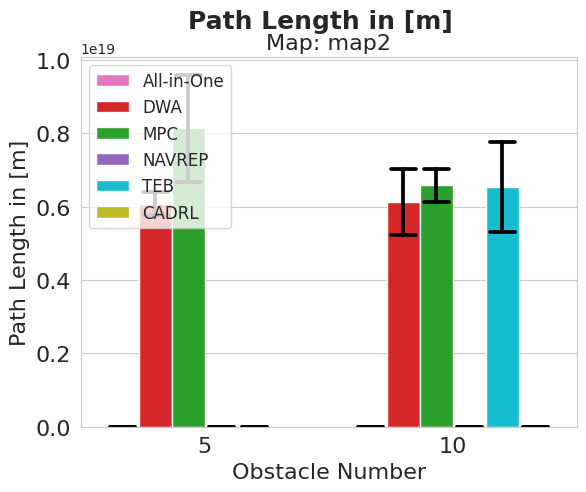 Path Length in [m]
Map: map2
1e19
1.0
0.8
0.6
0.4
0.2
0.0
Path Length in [m]
All-in-One
DWA
MPC
NAVREP
TEB
CADRL
5
10
Obstacle Number